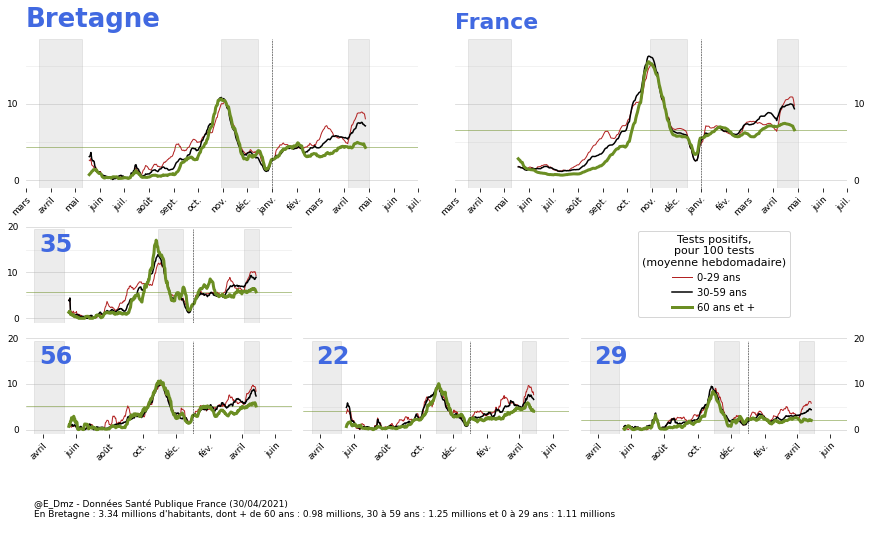 Bretagne
France
10
0
10
0
mars avril mai juin juil. août sept. oct. nov. déc. janv. fév. mars avril mai juin juil.
mars avril mai juin juil. août sept. oct. nov. déc. janv. fév. mars avril mai juin juil.
35
20
10
0
Tests positifs,
pour 100 tests
(moyenne hebdomadaire)
0-29 ans
30-59 ans
60 ans et +
56
22
29
20
10
0
20
10
0
avril juin août oct. déc. fév. avril juin
avril juin août oct. déc. fév. avril juin
avril juin août oct. déc. fév. avril juin
@E_Dmz - Données Santé Publique France (30/04/2021)
En Bretagne : 3.34 millions d'habitants, dont + de 60 ans : 0.98 millions, 30 à 59 ans : 1.25 millions et 0 à 29 ans : 1.11 millions